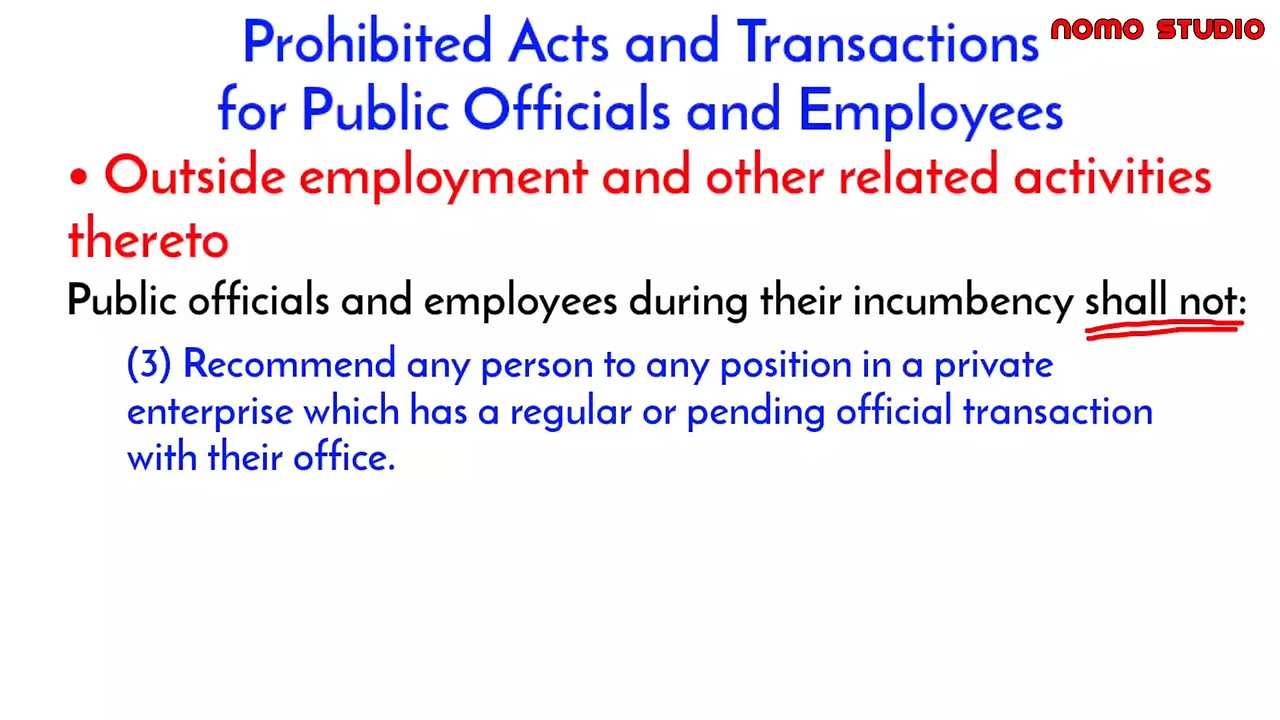 Prohibited Acts and Transactions
NOMO STUDIO
for Public Officials and Employees
• Outside employment and other related activities
thereto
Public officials and employees during their incumbency shall not:
(3) Recommend any person to any position in a private
enterprise which has a regular or pending official transaction
with their office.